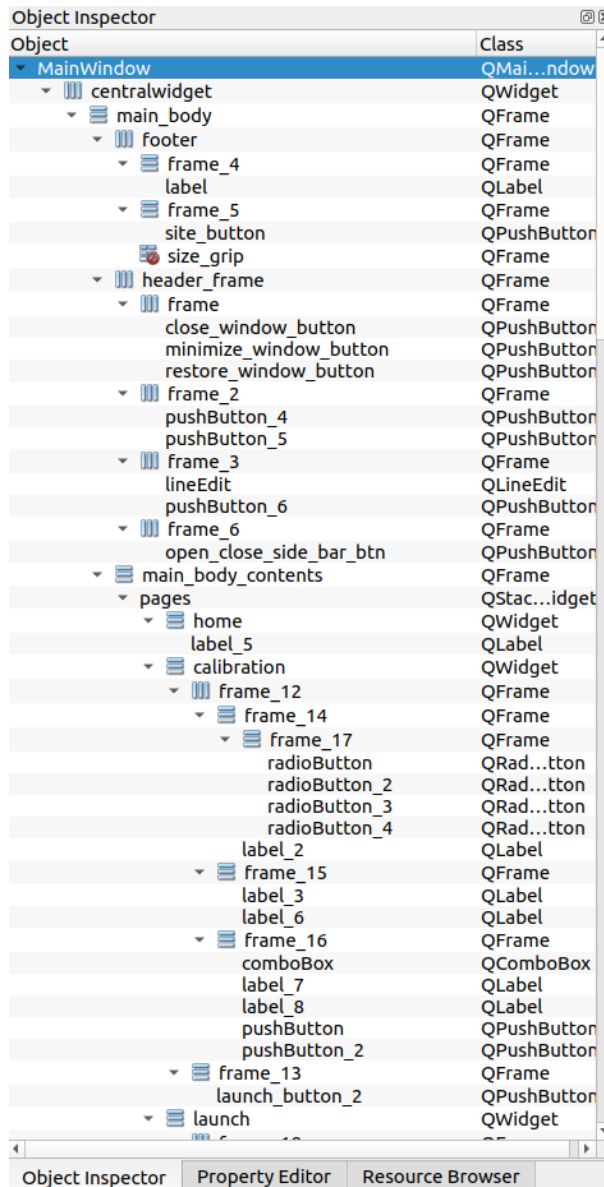 Object Inspector
Object Class
MainWindow QMai...ndow
centralwidget QWidget
main_body QFrame
footer QFrame
frame_4 QFrame
label QLabel
frame_5 QFrame
site_button QPushButton
size_grip QFrame
header_frame QFrame
frame QFrame
close_window_button QPushButton
minimize_window_button QPushButton
restore_window_button QPushButton
frame_2 QFrame
pushButton_4 QPushButton
pushButton_5 QPushButton
frame_3 QFrame
lineEdit QLineEdit
pushButton_6 QPushButton
frame_6 QFrame
open_close_side_bar_btn QPushButton
main_body_contents QFrame
pages QStac...idget
home QWidget
label_5 QLabel
calibration QWidget
frame_12 QFrame
frame_14 QFrame
frame_17 QFrame
radioButton QRad...tton
radioButton_2 QRad...tton
radioButton_3 QRad...tton
radioButton_4 QRad...tton
label_2 QLabel
frame_15 QFrame
label_3 QLabel
label_6 QLabel
frame_16 QFrame
comboBox QComboBox
label_7 QLabel
label_8 QLabel
pushButton QPushButton
pushButton_2 QPushButton
frame_13 QFrame
launch_button_2 QPushButton
launch QWidget
Object Inspector Property Editor Resource Browser